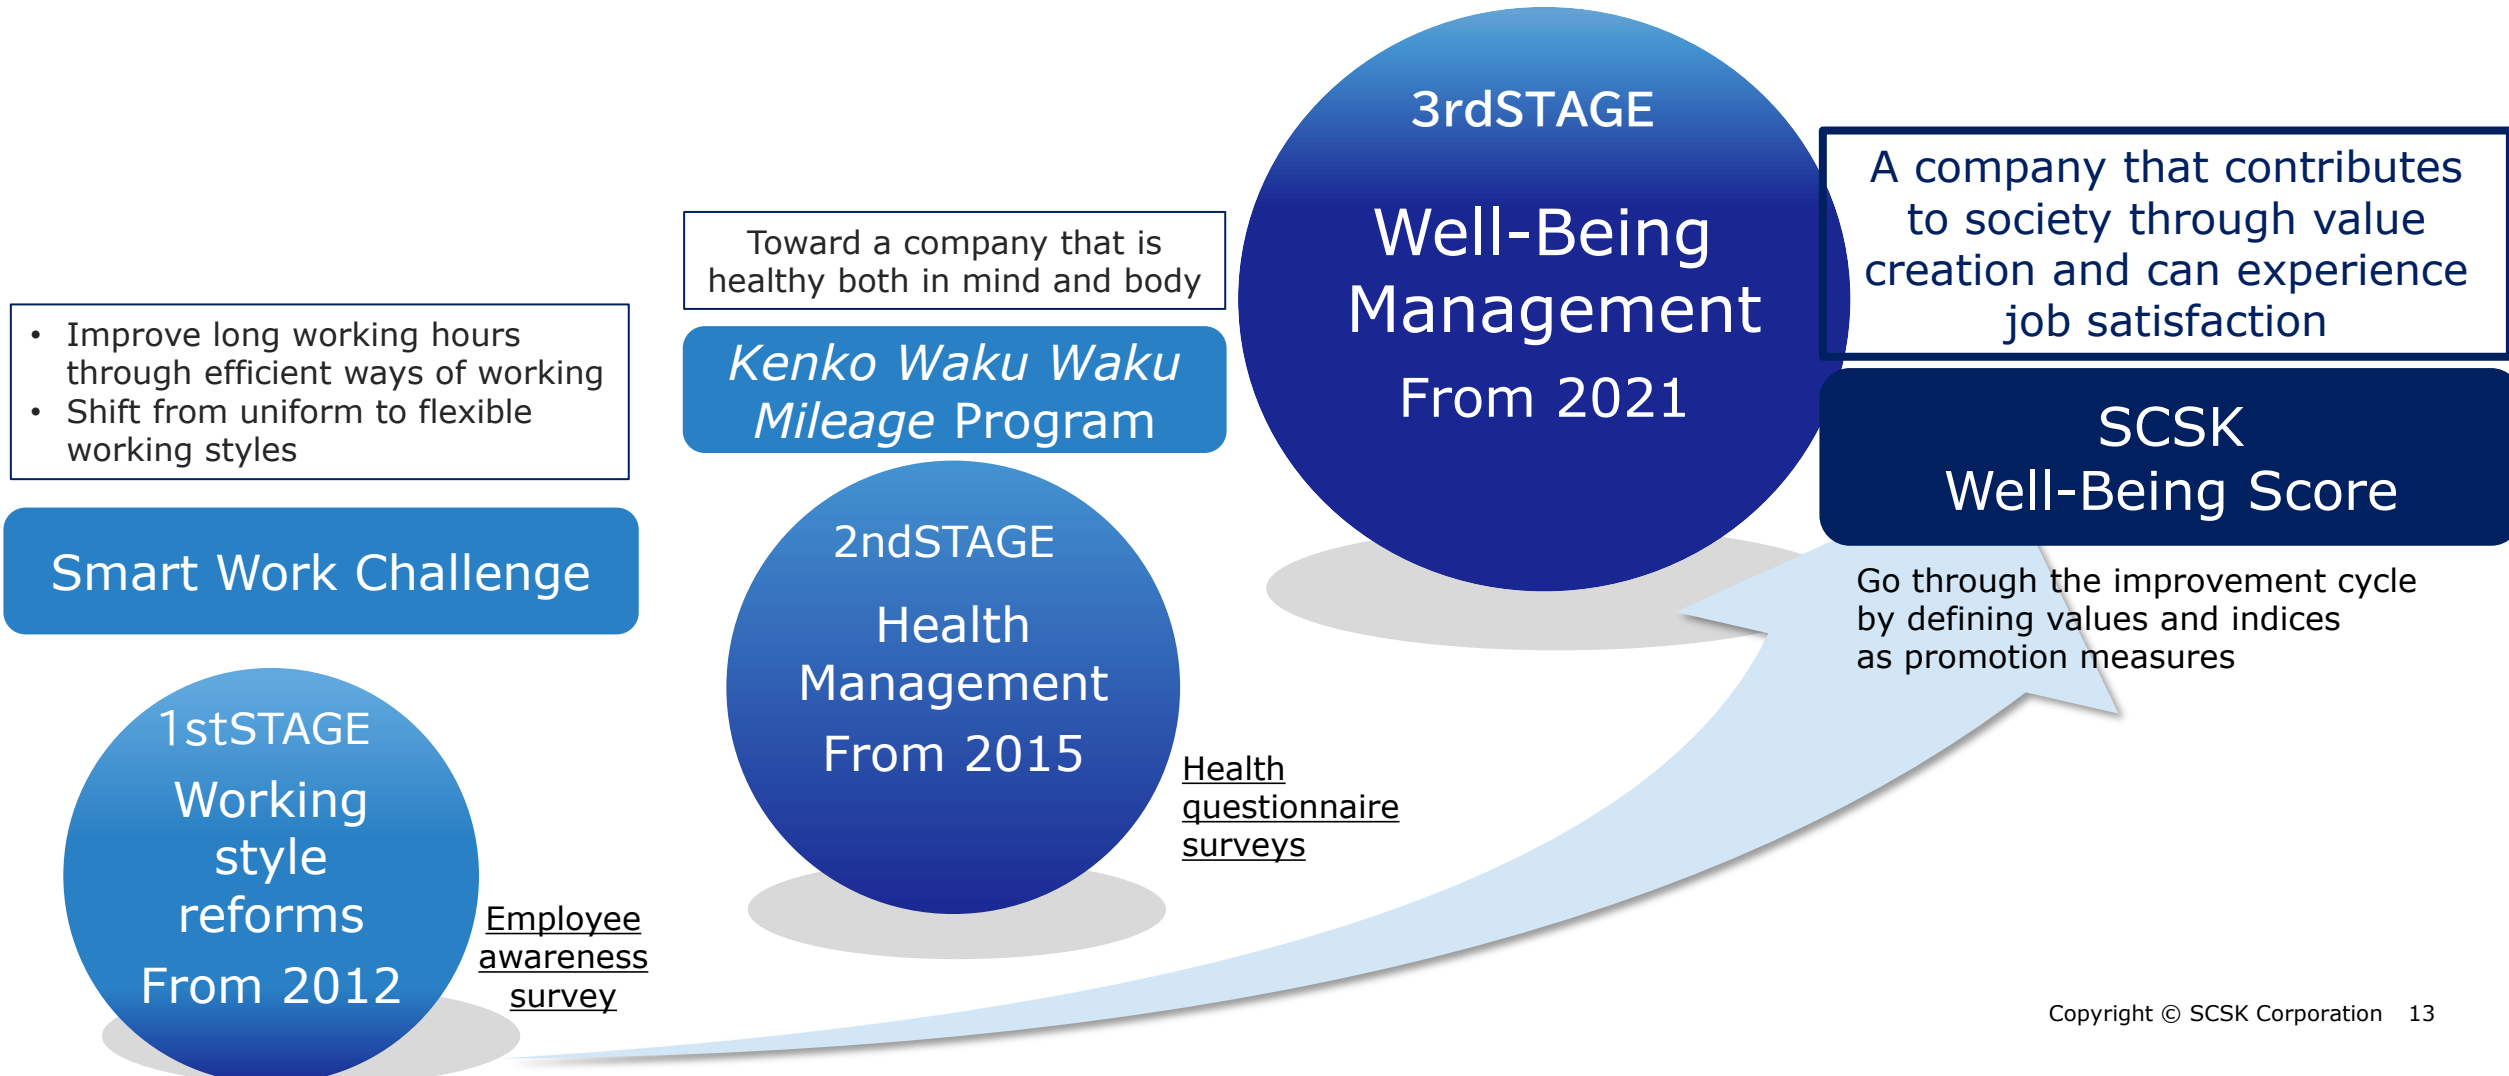 • Improve long working hours
through efficient ways of working
• Shift from uniform to flexible
working styles
Smart Work Challenge
1stSTAGE
Working
style
reforms
From 2012
Employee
awareness
survey
Toward a company that is
healthy both in mind and body
Kenko Waku Waku
Mileage Program
2ndSTAGE
Health
Management
From 2015
Health
questionnaire
surveys
3rdSTAGE
Well-Being
Management
From 2021
A company that contributes
to society through value
creation and can experience
job satisfaction
SCSK
Well-Being Score
Go through the improvement cycle
by defining values and indices
as promotion measures
Copyright © SCSK Corporation 13